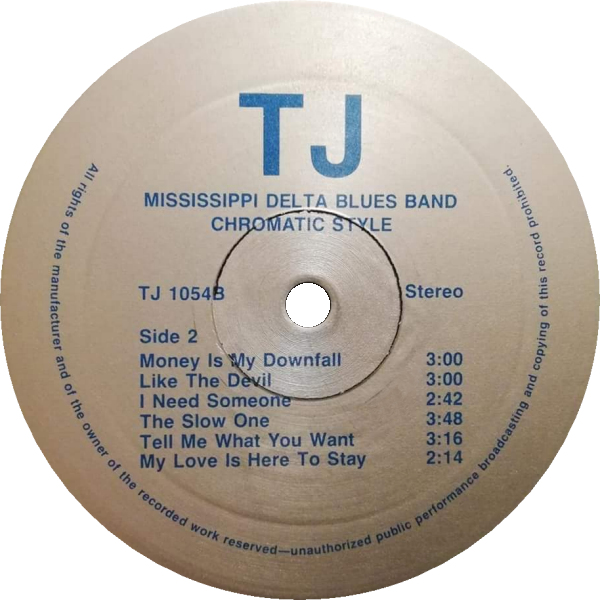 TJ
MISSISSIPPI DELTA BLUES BAND
CHROMATIC STYLE
TJ 1054B
Stereo
Side 2
Money Is My Downfall 3:00
Like The Devil 3:00
I Need Someone 2:42
The Slow One 3:48
Tell Me What You Want 3:16
My Love Is Here To Stay 2:14
All rights of the manufacturer and of the owner of the recorded work reserved—unauthorized public performance broadcasting and copying of this record prohibited.